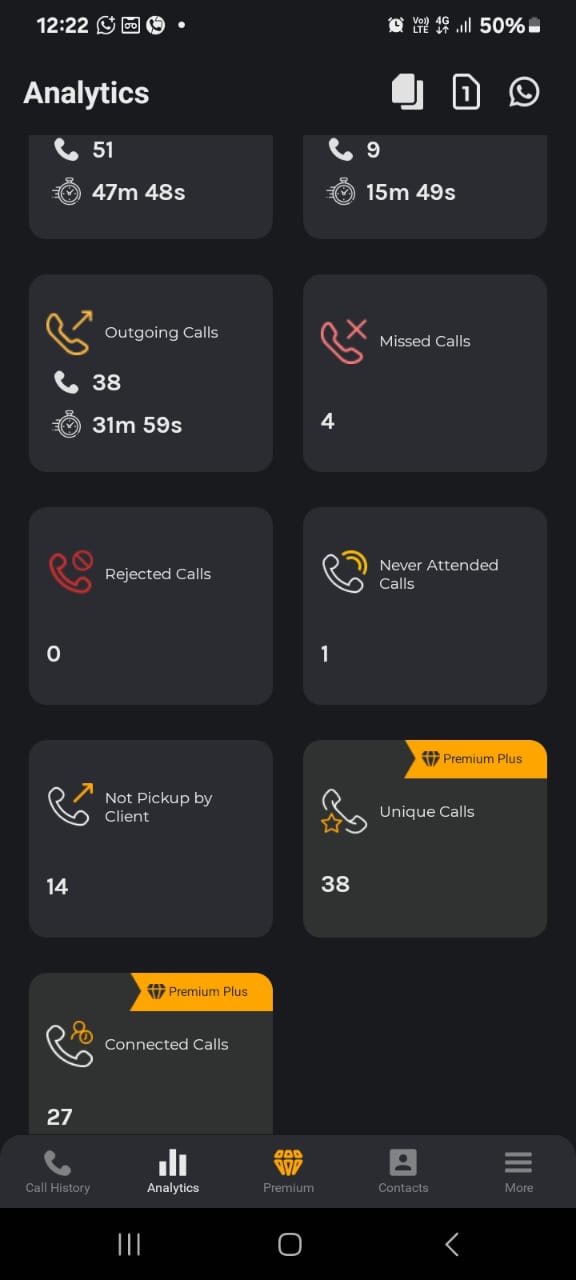 12:22
Vo)) LTE 4G 50%
Analytics
1
51
9
47m 48s
15m 49s
Outgoing Calls
38
31m 59s
Missed Calls
4
Rejected Calls
0
Never Attended
Calls
1
Not Pickup by
Client
14
Premium Plus
Unique Calls
38
Premium Plus
Connected Calls
27
Call History
Analytics
Premium
Contacts
More